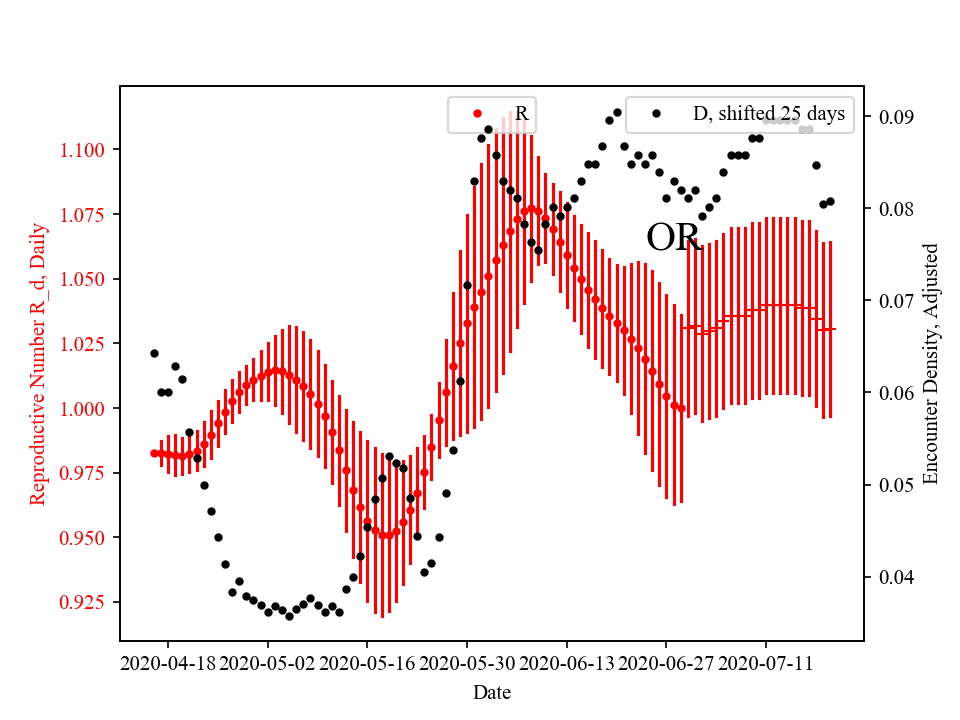 R
D, shifted 25 days
OR
Reproductive Number R_d, Daily
1.100
1.075
1.050
1.025
1.000
0.975
0.950
0.925
0.09
0.08
0.07
0.06
0.05
0.04
Encounter Density, Adjusted
2020-04-18 2020-05-02 2020-05-16 2020-05-30 2020-06-13 2020-06-27 2020-07-11
Date